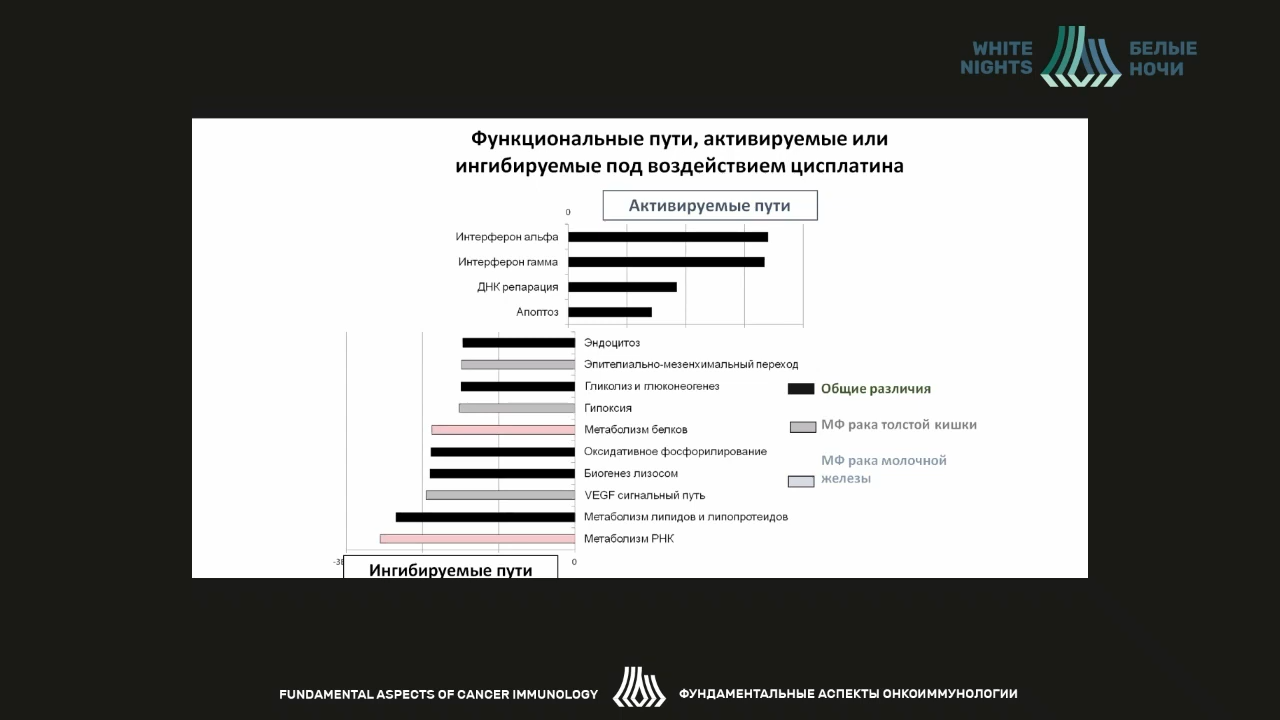 WHITE
NIGHTS
БЕЛЫЕ
НОЧИ
Функциональные пути, активируемые или
ингибируемые под воздействием цисплатина
Активируемые пути
0
Интерферон альфа
Интерферон гамма
ДНК репарация
Апоптоз
Эндоцитоз
Эпителиально-мезенхимальный переход
Гликолиз и глюконеогенез
Гипоксия
Метаболизм белков
Оксидативное фосфорилирование
Биогенез лизосом
VEGF сигнальный путь
Метаболизм липидов и липопротеидов
Метаболизм РНК
Общие различия
МФ рака толстой кишки
МФ рака молочной
железы
0
Ингибируемые пути
FUNDAMENTAL ASPECTS OF CANCER IMMUNOLOGY
ФУНДАМЕНТАЛЬНЫЕ АСПЕКТЫ ОНКОИММУНОЛОГИИ